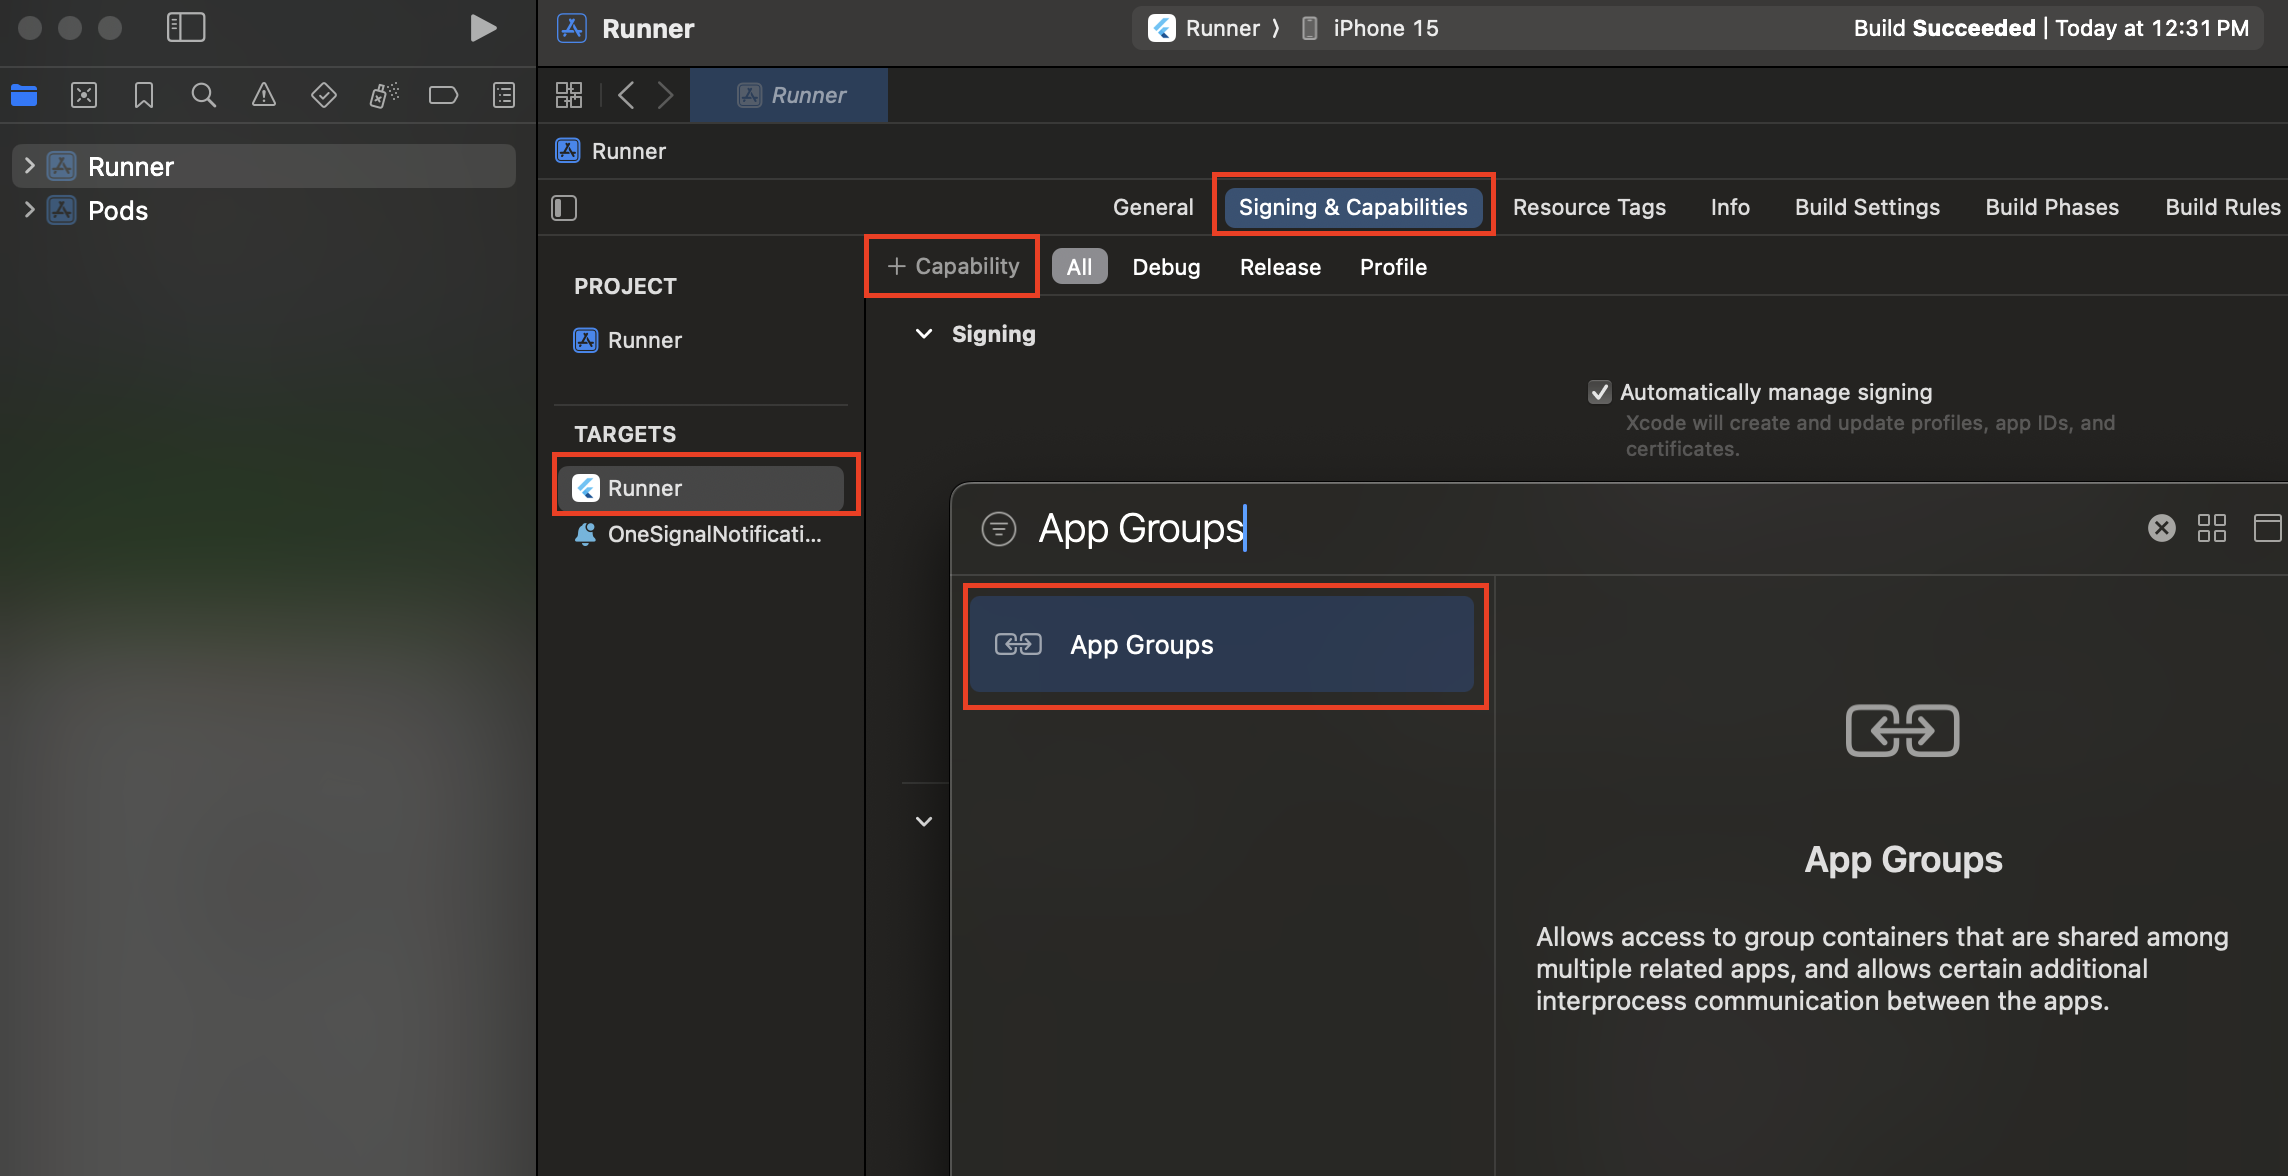 Runner
Runner 〉 iPhone 15
Build Succeeded | Today at 12:31 PM
Runner
Runner
Pods
Runner
General
Signing & Capabilities
Resource Tags
Info
Build Settings
Build Phases
Build Rules
+ Capability
All
Debug
Release
Profile
PROJECT
Runner
TARGETS
Runner
OneSignalNotificati...
Signing
Automatically manage signing
Xcode will create and update profiles, app IDs, and
certificates.
App Groups
App Groups
App Groups
Allows access to group containers that are shared among
multiple related apps, and allows certain additional
interprocess communication between the apps.